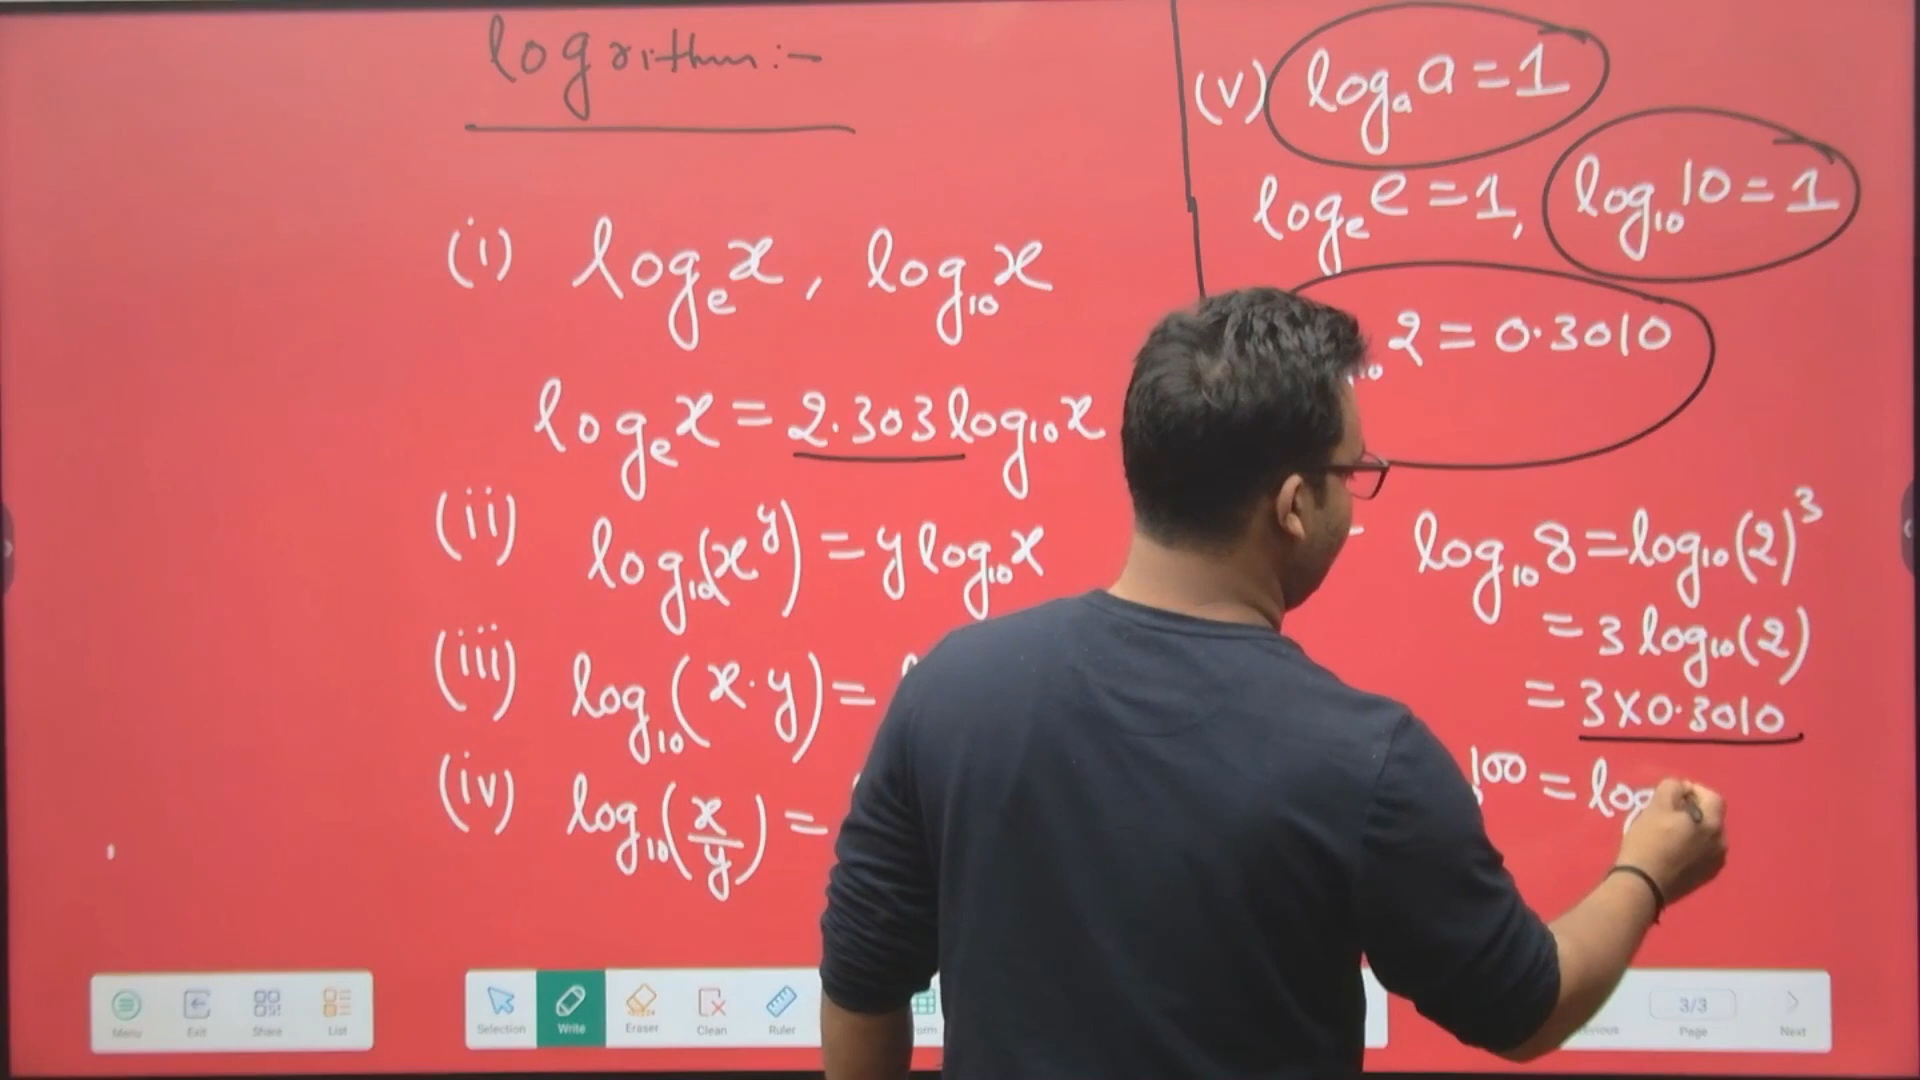 logrithm:-
(i) logₑx, log₁₀x
logₑx = 2.303 log₁₀x
(ii) log₁₀(x^y) = y log₁₀x
(iii) log₁₀(x·y) =
(iv) log₁₀(x/y) =
(v) logₐa = 1
logₑe = 1, log₁₀10 = 1
2 = 0.3010
log₁₀8 = log₁₀(2)³
= 3 log₁₀(2)
= 3×0.3010
100 = log
Menu Exit Share List
Selection Write Eraser Clean Ruler
3/3
Page Next